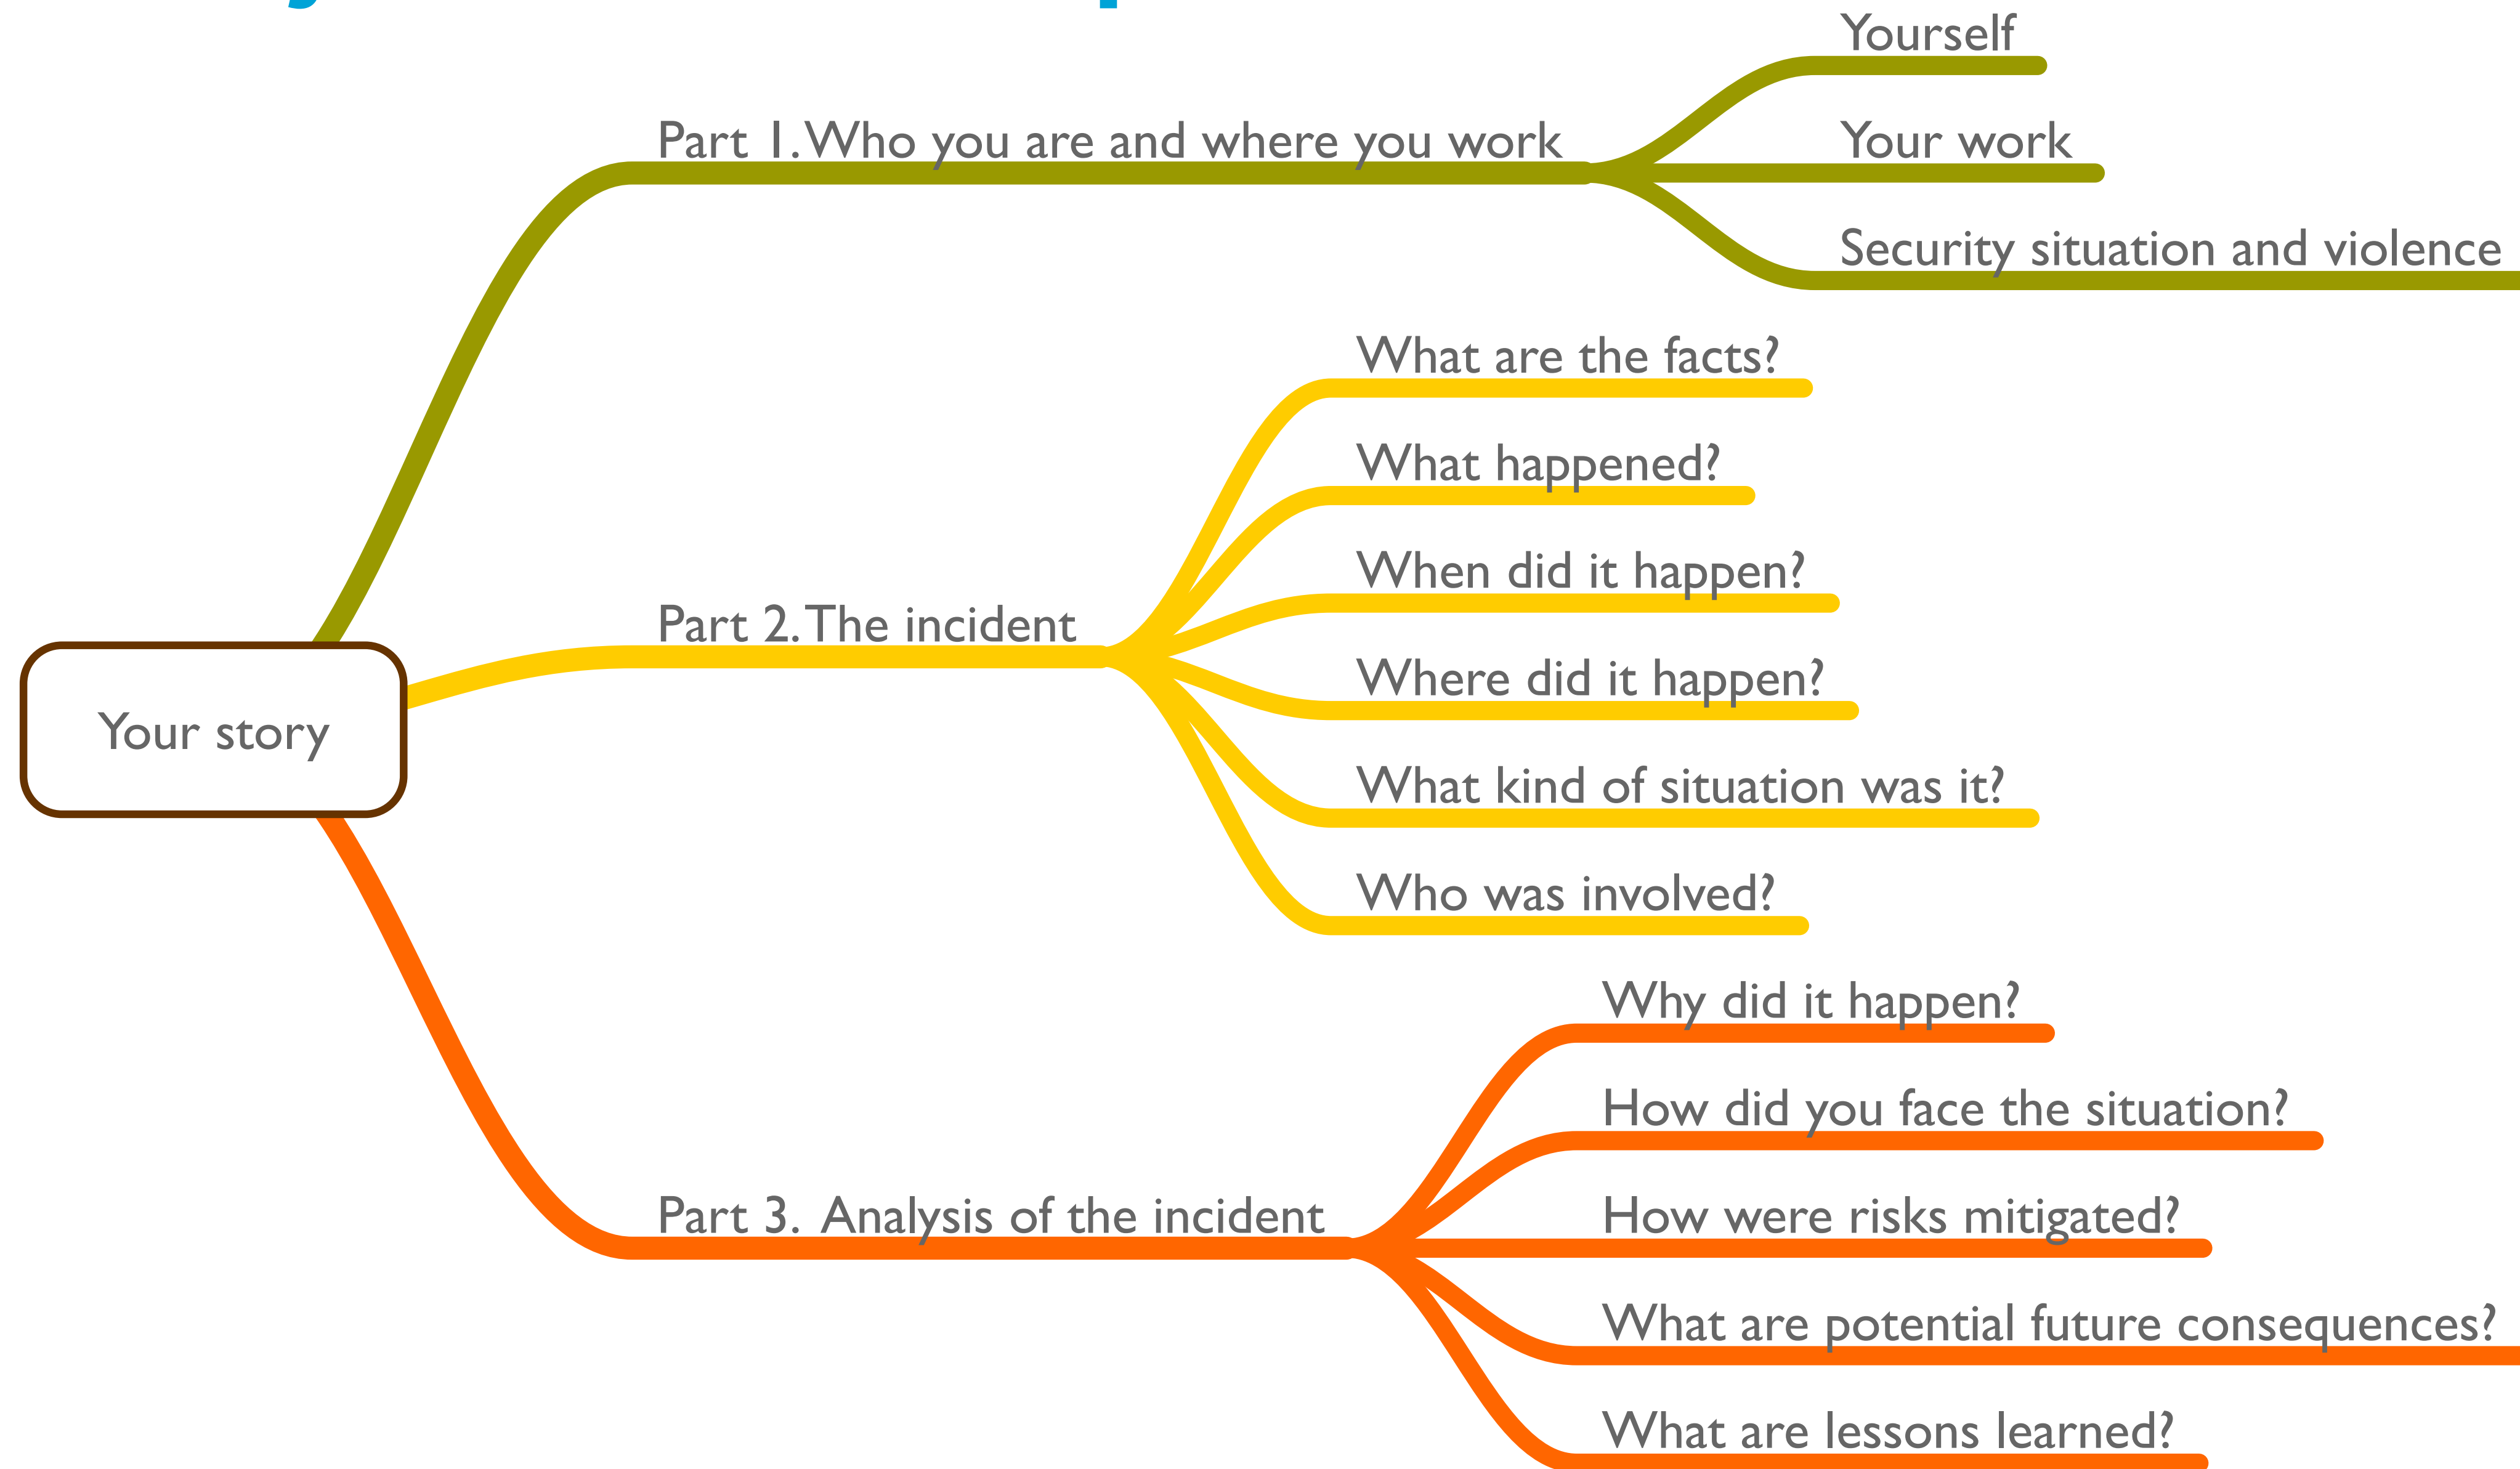 Your story
Part 1. Who you are and where you work
Yourself
Your work
Security situation and violence
Part 2. The incident
What are the facts?
What happened?
When did it happen?
Where did it happen?
What kind of situation was it?
Who was involved?
Part 3. Analysis of the incident
Why did it happen?
How did you face the situation?
How were risks mitigated?
What are potential future consequences?
What are lessons learned?